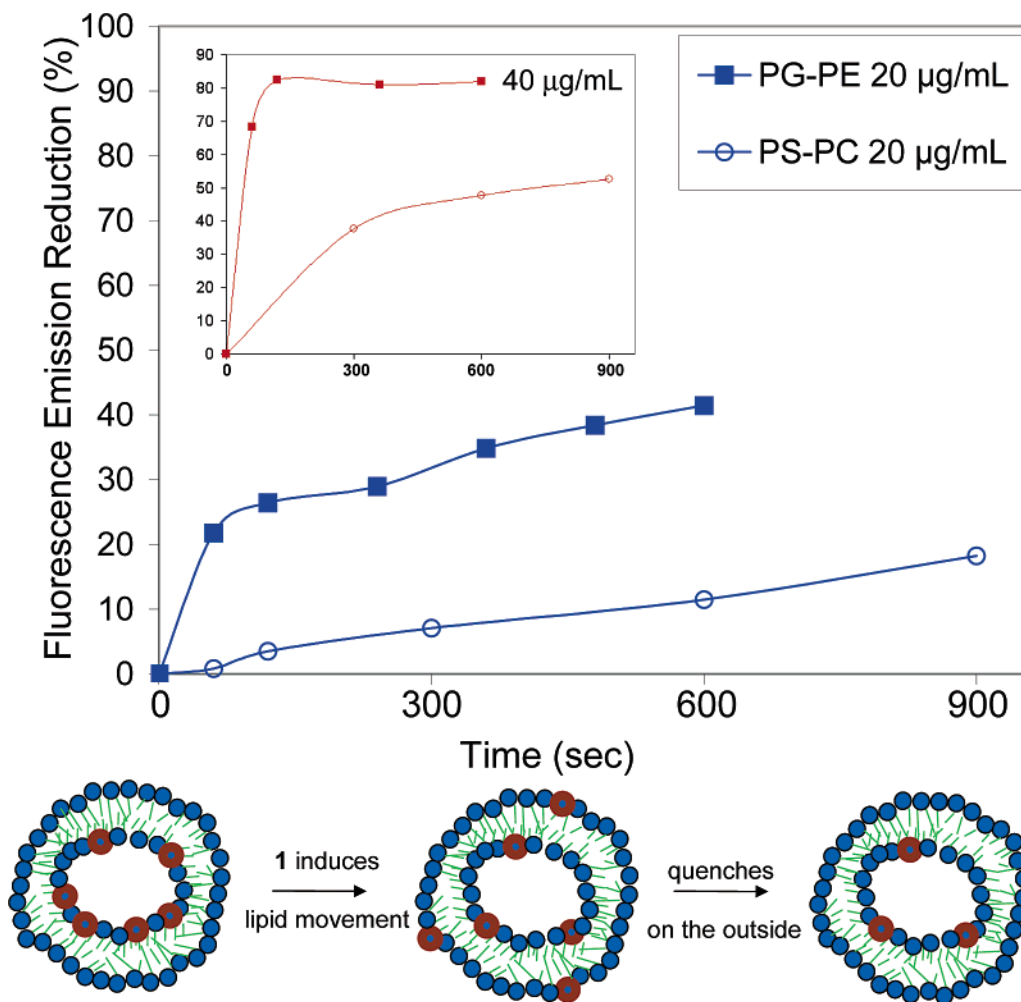 Fluorescence Emission Reduction (%)
100
90
80
70
60
50
40
30
20
10
0
PG-PE 20 µg/mL
PS-PC 20 µg/mL
40 µg/mL
90
80
70
60
50
40
30
20
10
0
0 300 600 900
0 300 600 900
Time (sec)
1 induces
lipid movement
quenches
on the outside